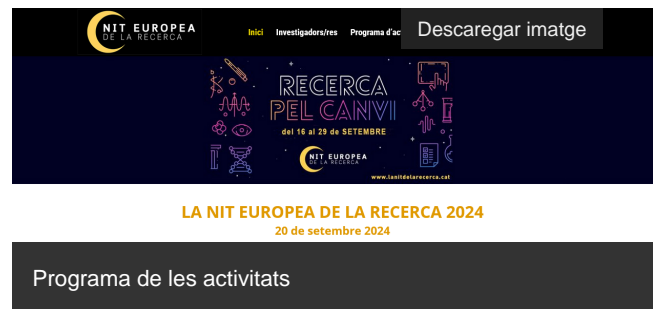 NIT EUROPEA
DE LA RECERCA
Inici Investigadors/res Programa d'ac
Descaregar imatge
RECERCA
PEL CANVI
del 16 al 29 de SETEMBRE
NIT EUROPEA
DE LA RECERCA
www.lanitdelarecerca.cat
LA NIT EUROPEA DE LA RECERCA 2024
20 de setembre 2024
Programa de les activitats